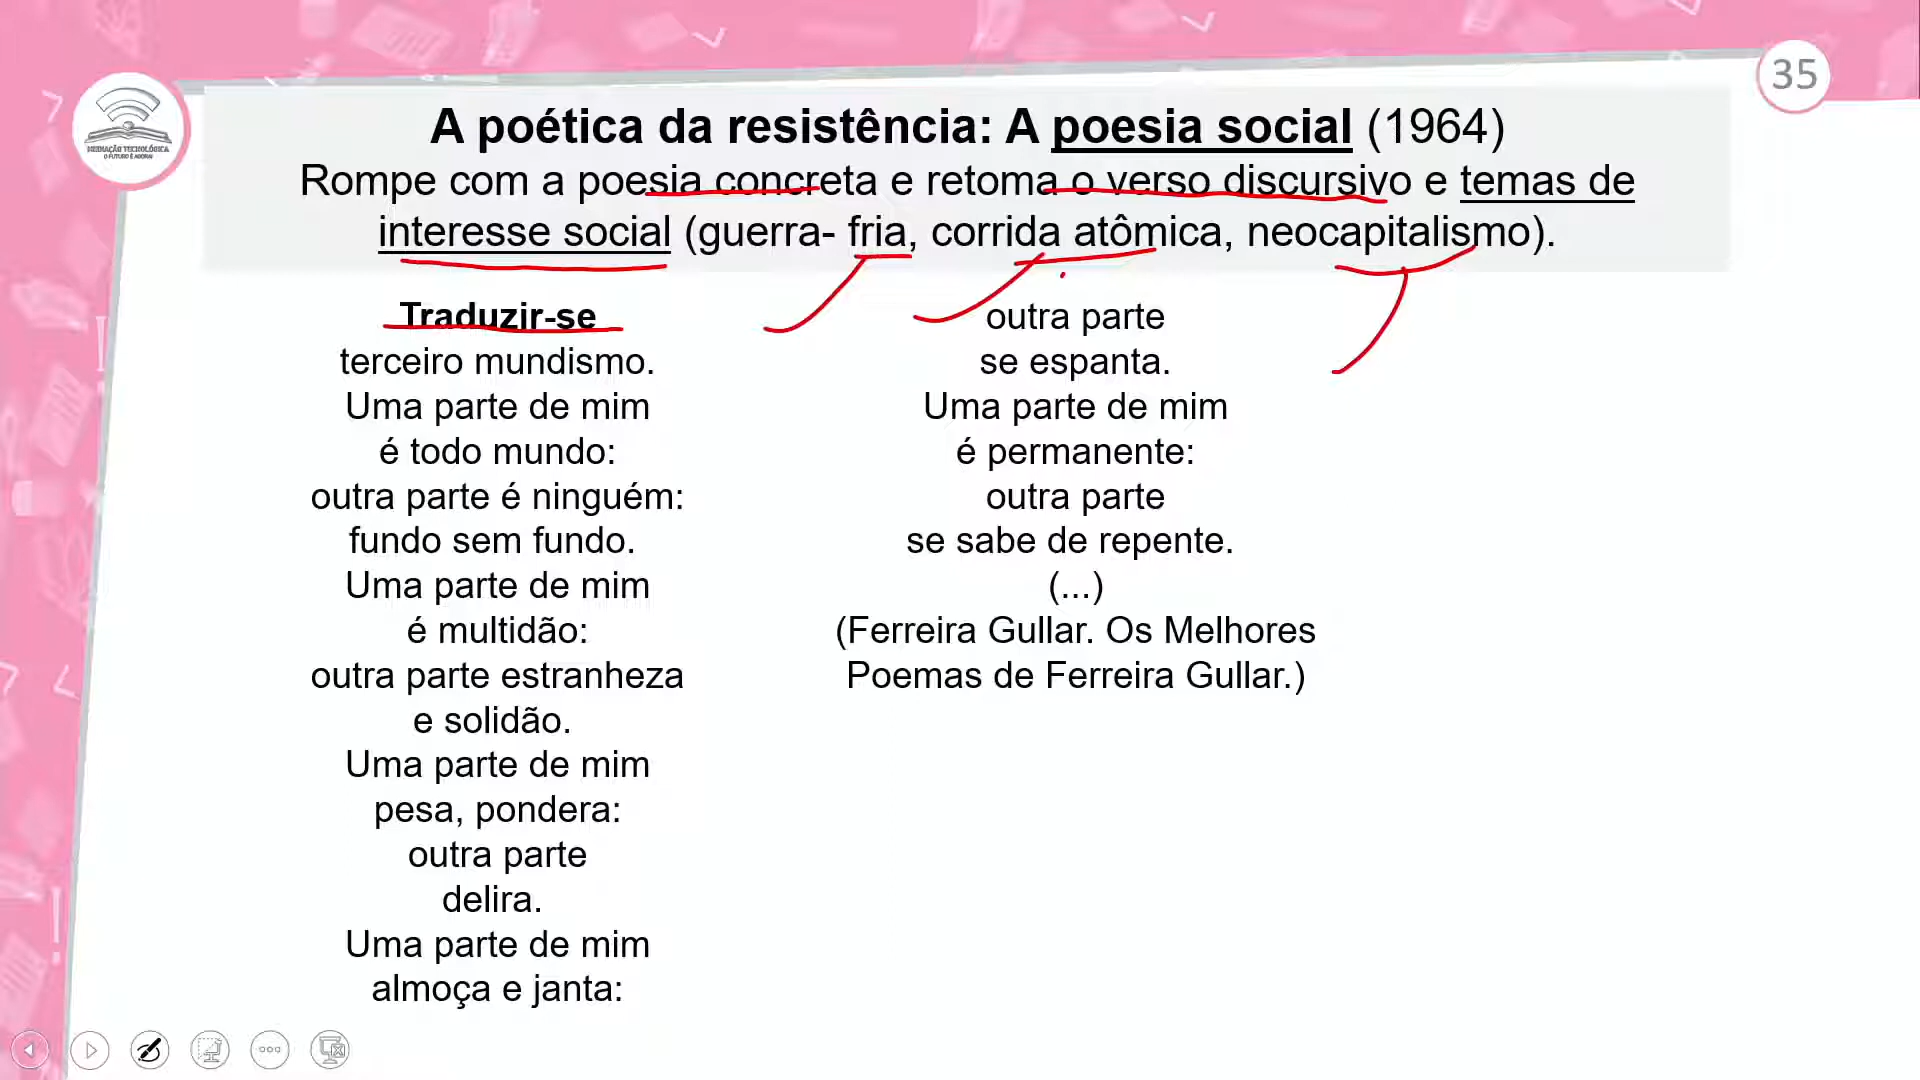 35
MEDIAÇÃO TECNOLÓGICA
O FUTURO É AGORA!
A poética da resistência: A poesia social (1964)
Rompe com a poesia concreta e retoma o verso discursivo e temas de
interesse social (guerra- fria, corrida atômica, neocapitalismo).
Traduzir-se
terceiro mundismo.
Uma parte de mim
é todo mundo:
outra parte é ninguém:
fundo sem fundo.
Uma parte de mim
é multidão:
outra parte estranheza
e solidão.
Uma parte de mim
pesa, pondera:
outra parte
delira.
Uma parte de mim
almoça e janta:
outra parte
se espanta.
Uma parte de mim
é permanente:
outra parte
se sabe de repente.
(...)
(Ferreira Gullar. Os Melhores
Poemas de Ferreira Gullar.)